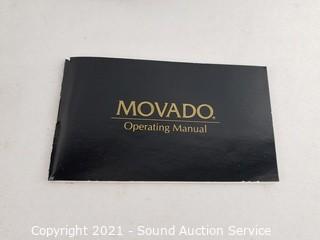 MOVADO.
Operating Manual
Copyright 2021 - Sound Auction Service